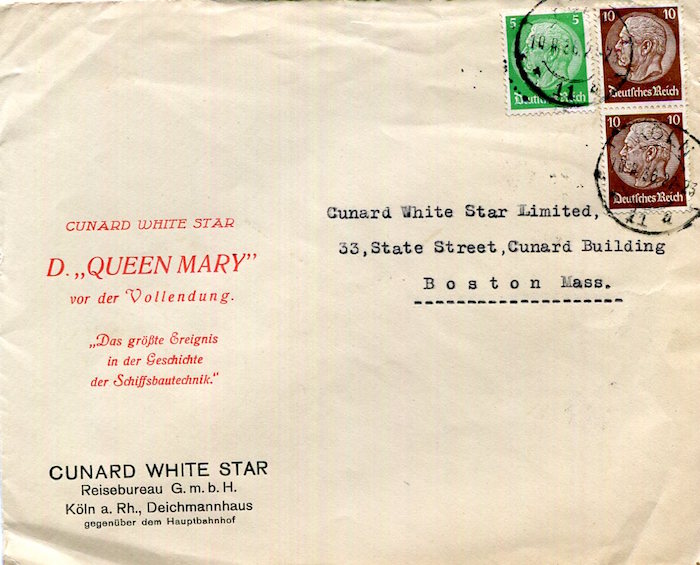 5 5
10 10
Deutsches Reich
10 10
Deutsches Reich
Cunard White Star Limited,
33,State Street,Cunard Building
Boston Mass.
CUNARD WHITE STAR
D. „QUEEN MARY”
vor der Vollendung.
„Das größte Ereignis
in der Geschichte
der Schiffsbautechnik.“
CUNARD WHITE STAR
Reisebureau G. m. b. H.
Köln a. Rh., Deichmannhaus
gegenüber dem Hauptbahnhof